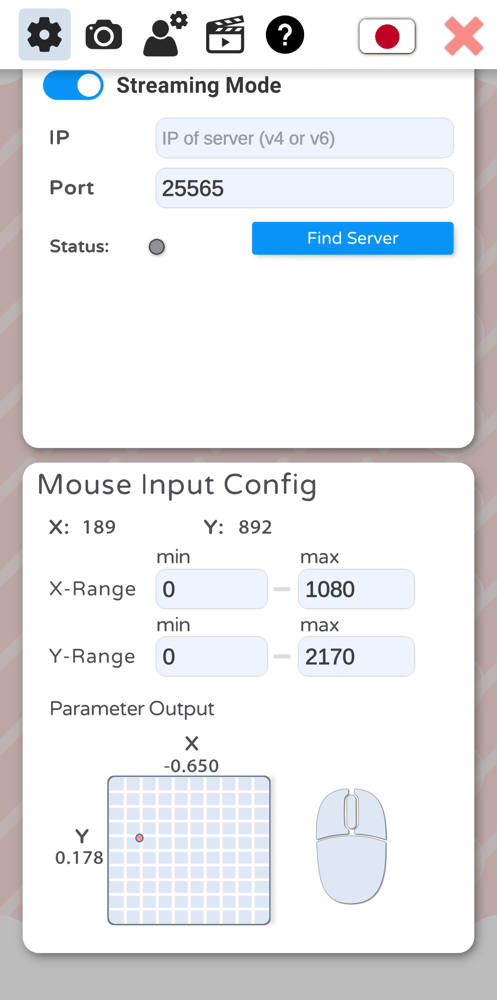 Streaming Mode
IP
IP of server (v4 or v6)
Port
25565
Status:
Find Server
Mouse Input Config
X: 189 Y: 892
min max
X-Range 0 1080
min max
Y-Range 0 2170
Parameter Output
X
-0.650
Y
0.178